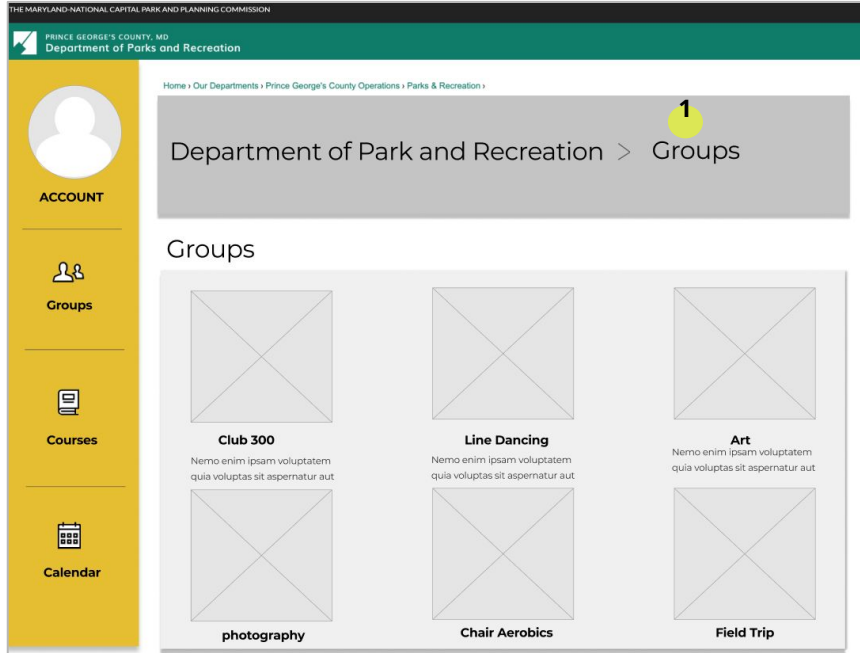 THE MARYLAND-NATIONAL CAPITAL PARK AND PLANNING COMMISSION
PRINCE GEORGE'S COUNTY, MD
Department of Parks and Recreation
Home › Our Departments › Prince George's County Operations › Parks & Recreation ›
1
Department of Park and Recreation > Groups
ACCOUNT
Groups
Courses
Calendar
Groups
Club 300
Nemo enim ipsam voluptatem
quia voluptas sit aspernatur aut
Line Dancing
Nemo enim ipsam voluptatem
quia voluptas sit aspernatur aut
Art
Nemo enim ipsam voluptatem
quia voluptas sit aspernatur aut
photography
Chair Aerobics
Field Trip